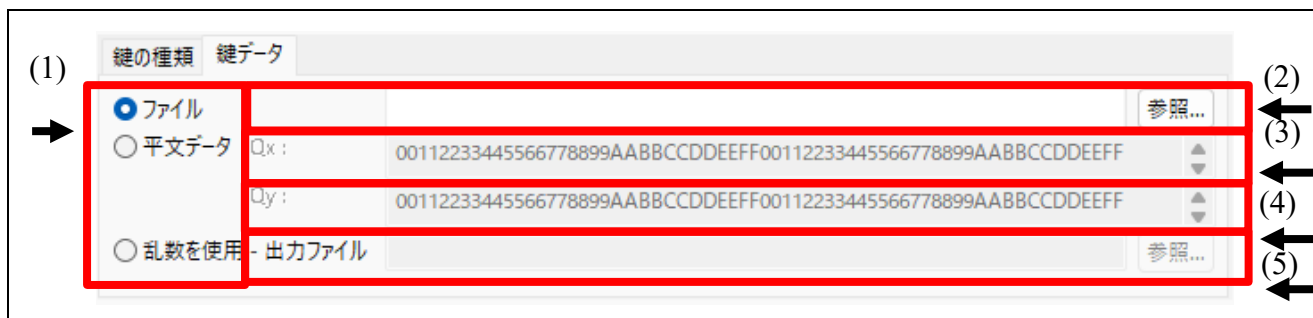 鍵の種類 鍵データ
(1)
(2)
ファイル 参照...
(3)
平文データ Qx : 00112233445566778899AABBCCDDEEFF00112233445566778899AABBCCDDEEFF
Qy : 00112233445566778899AABBCCDDEEFF00112233445566778899AABBCCDDEEFF
(4)
乱数を使用 - 出力ファイル 参照...
(5)